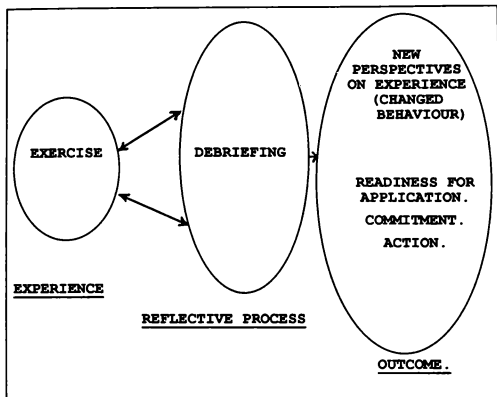 EXERCISE
EXPERIENCE
DEBRIEFING
REFLECTIVE PROCESS
NEW
PERSPECTIVES
ON EXPERIENCE
(CHANGED
BEHAVIOUR)
READINESS FOR
APPLICATION.
COMMITMENT.
ACTION.
OUTCOME.